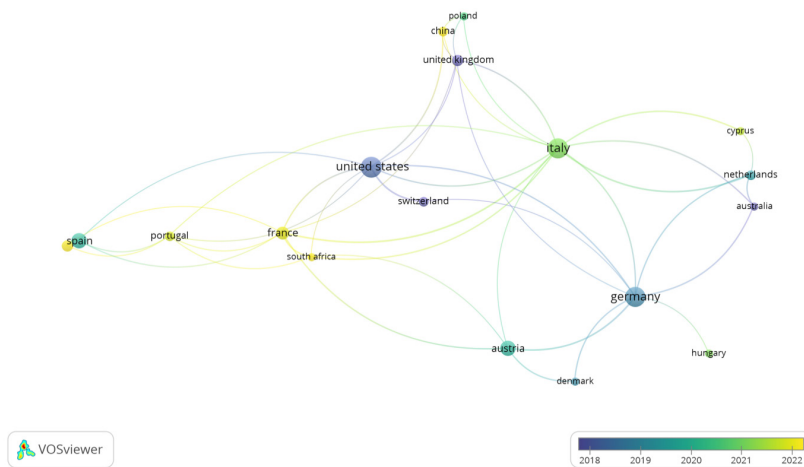 poland
china
united kingdom
cyprus
italy
united states
netherlands
switzerland
australia
france
portugal
spain
south africa
germany
austria
hungary
denmark
VOSviewer
2018 2019 2020 2021 2022